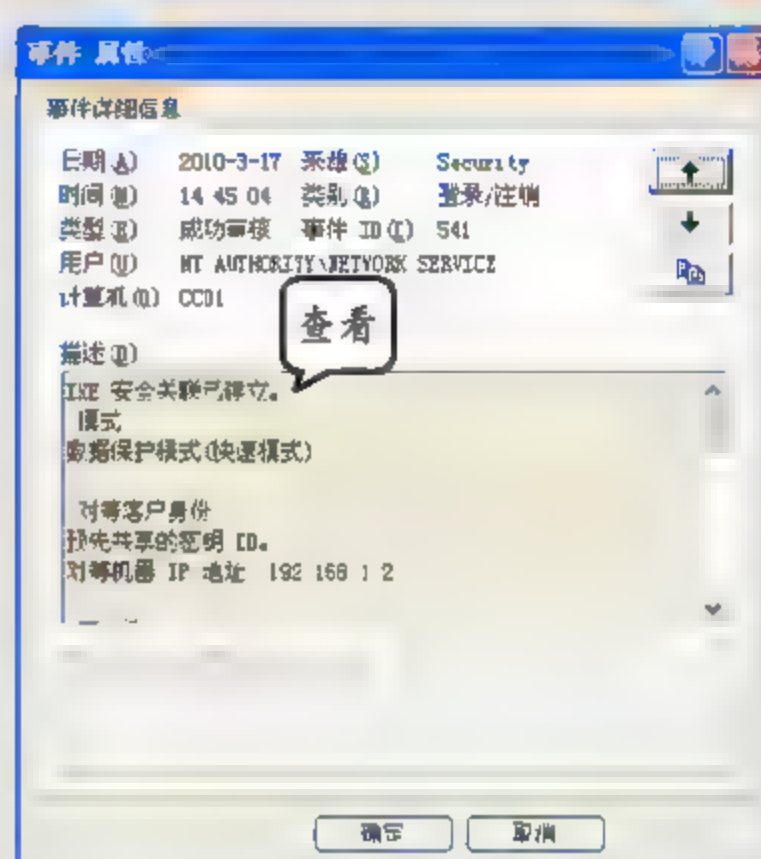 事件 属性
事件详细信息
日期(A) 2010-3-17 来源(S) Security
时间(M) 14 45 04 类别(R) 登录/注销
类型(E) 成功审核 事件 ID(I) 541
用户(U) NT AUTHORITY\NETWORK SERVICE
计算机(O) CC01
查看
描述(D)
IKE 安全关联已建立。
模式
数据保护模式(快速模式)
对等客户身份
预先共享的密钥 ID。
对等机器 IP 地址 192 168 1 2
确定 取消